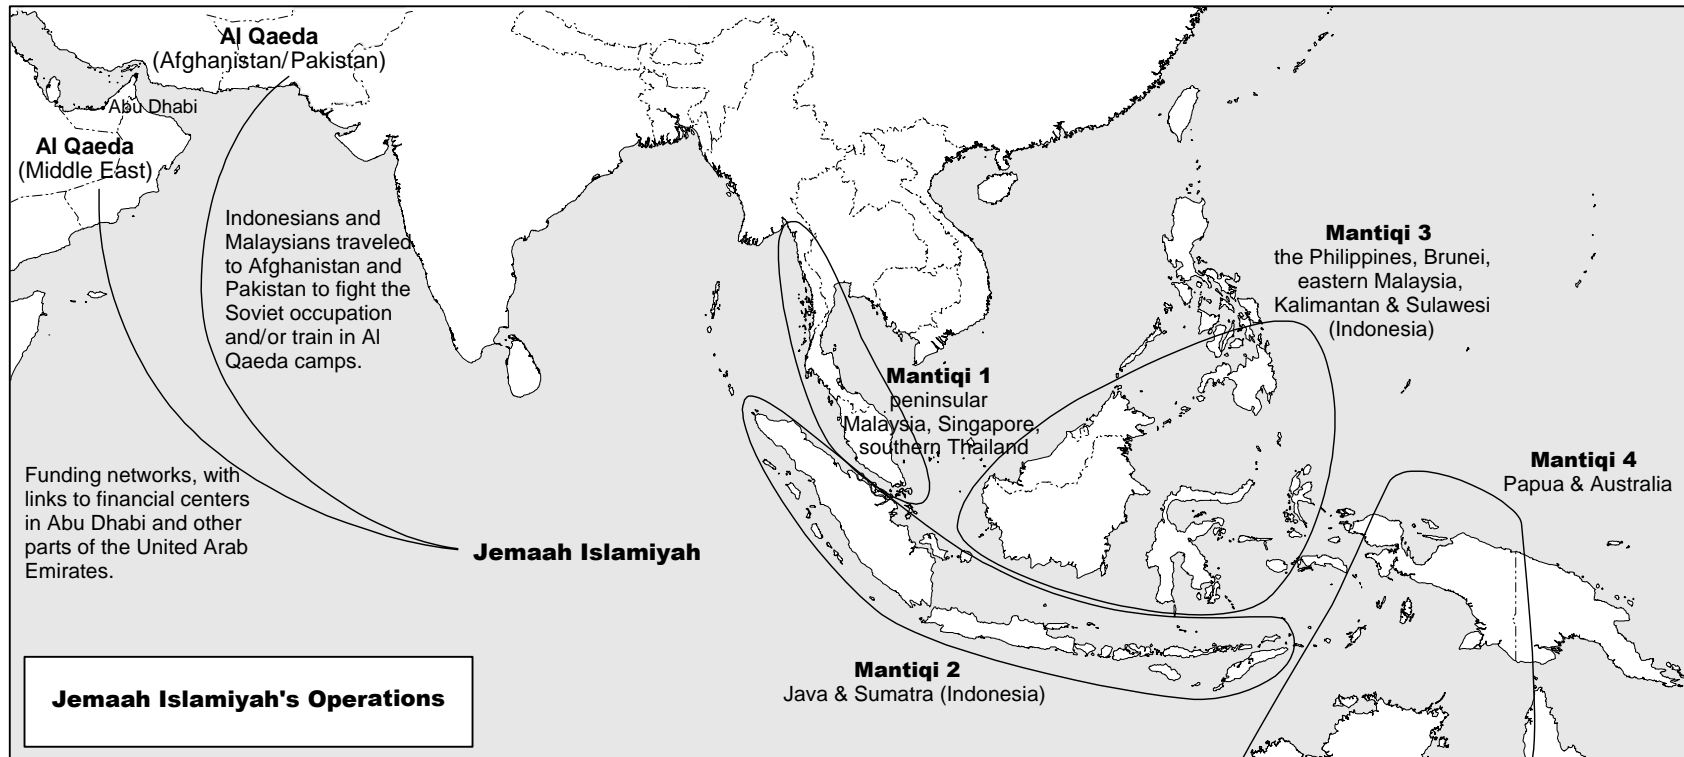 Al Qaeda
(Afghanistan/Pakistan)
Abu Dhabi
Al Qaeda
(Middle East)
Indonesians and
Malaysians traveled
to Afghanistan and
Pakistan to fight the
Soviet occupation
and/or train in Al
Qaeda camps.
Mantiqi 3
the Philippines, Brunei,
eastern Malaysia,
Kalimantan & Sulawesi
(Indonesia)
Mantiqi 1
peninsular
Malaysia, Singapore,
southern Thailand
Mantiqi 4
Papua & Australia
Funding networks, with
links to financial centers
in Abu Dhabi and other
parts of the United Arab
Emirates.
Jemaah Islamiyah
Mantiqi 2
Java & Sumatra (Indonesia)
Jemaah Islamiyah's Operations